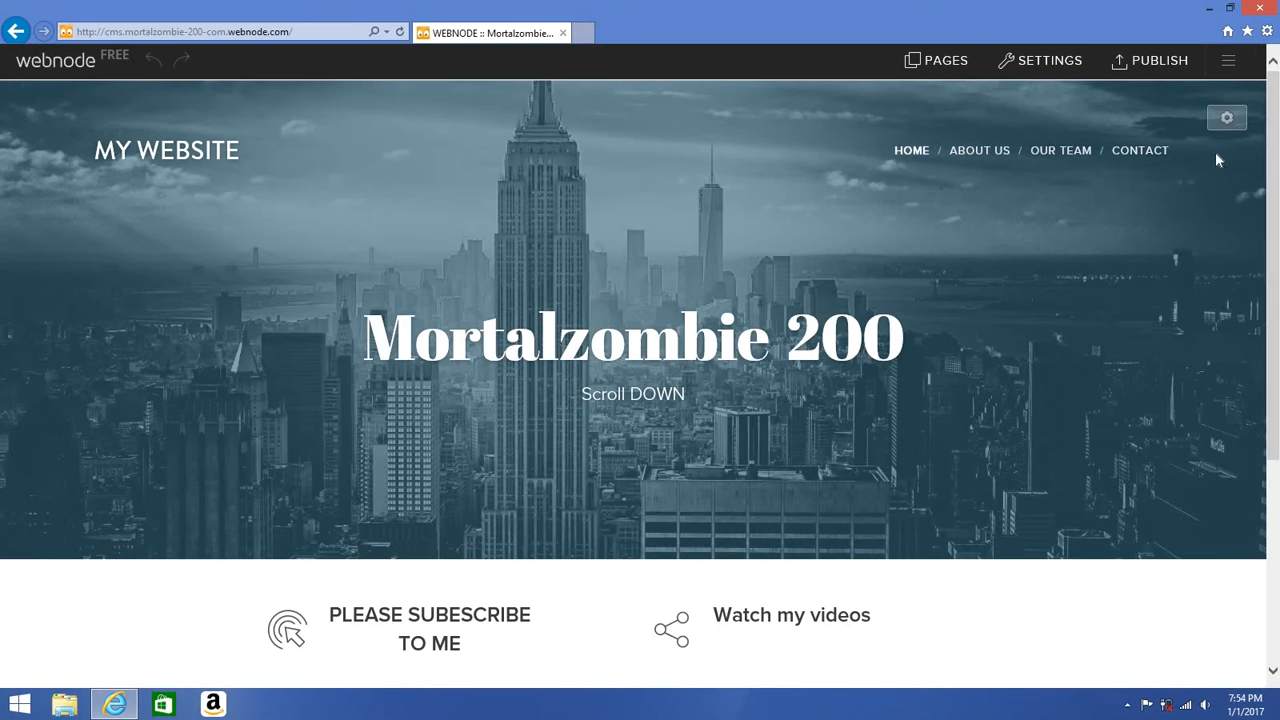 http://cms.mortalzombie-200-com.webnode.com/
WEBNODE :: Mortalzombie...
webnode FREE
PAGES
SETTINGS
PUBLISH
MY WEBSITE
HOME / ABOUT US / OUR TEAM / CONTACT
Mortalzombie 200
Scroll DOWN
PLEASE SUBESCRIBE
TO ME
Watch my videos
7:54 PM
1/1/2017